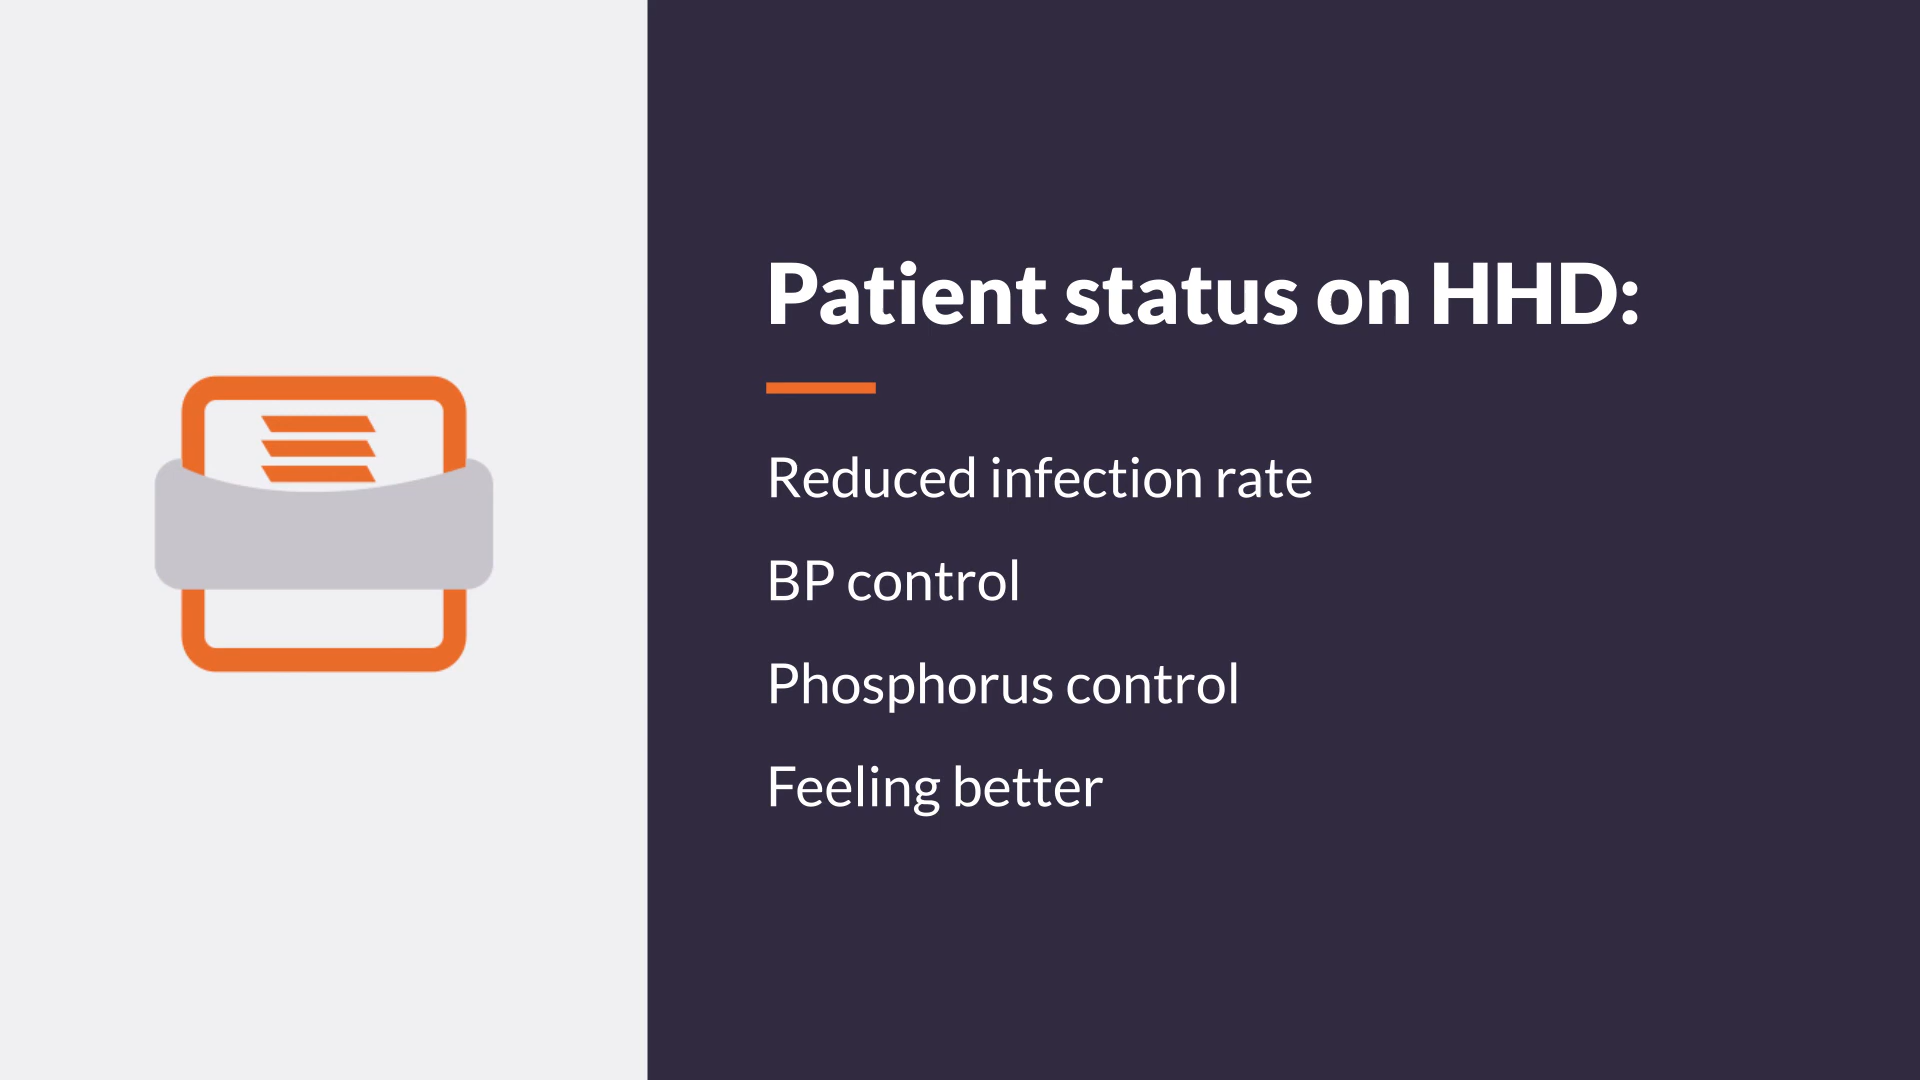 Patient status on HHD:
Reduced infection rate
BP control
Phosphorus control
Feeling better